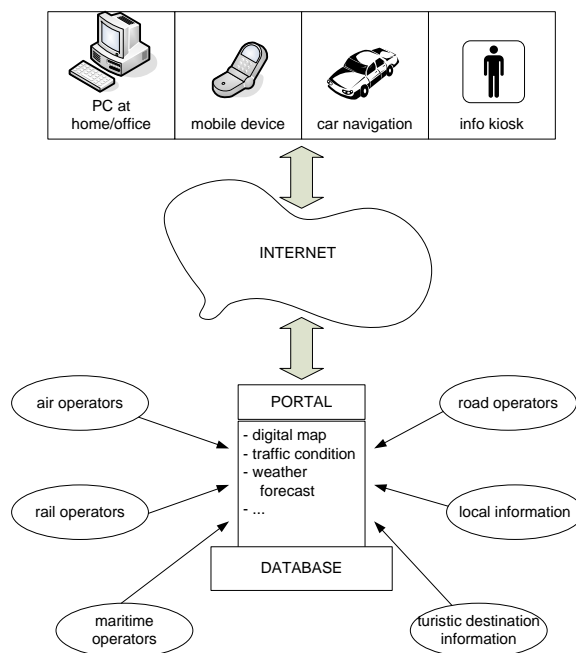 PC at
home/office
mobile device
car navigation
info kiosk
INTERNET
PORTAL
- digital map
- traffic condition
- weather
forecast
- ...
DATABASE
air operators
rail operators
maritime
operators
road operators
local information
turistic destination
information